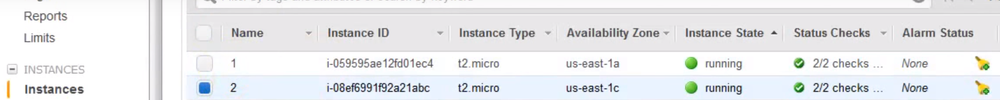 Reports
Limits
INSTANCES
Instances
Name Instance ID Instance Type Availability Zone Instance State Status Checks Alarm Status
1 i-059595ae12fd01ec4 t2.micro us-east-1a running 2/2 checks ... None
2 i-08ef6991f92a21abc t2.micro us-east-1c running 2/2 checks ... None